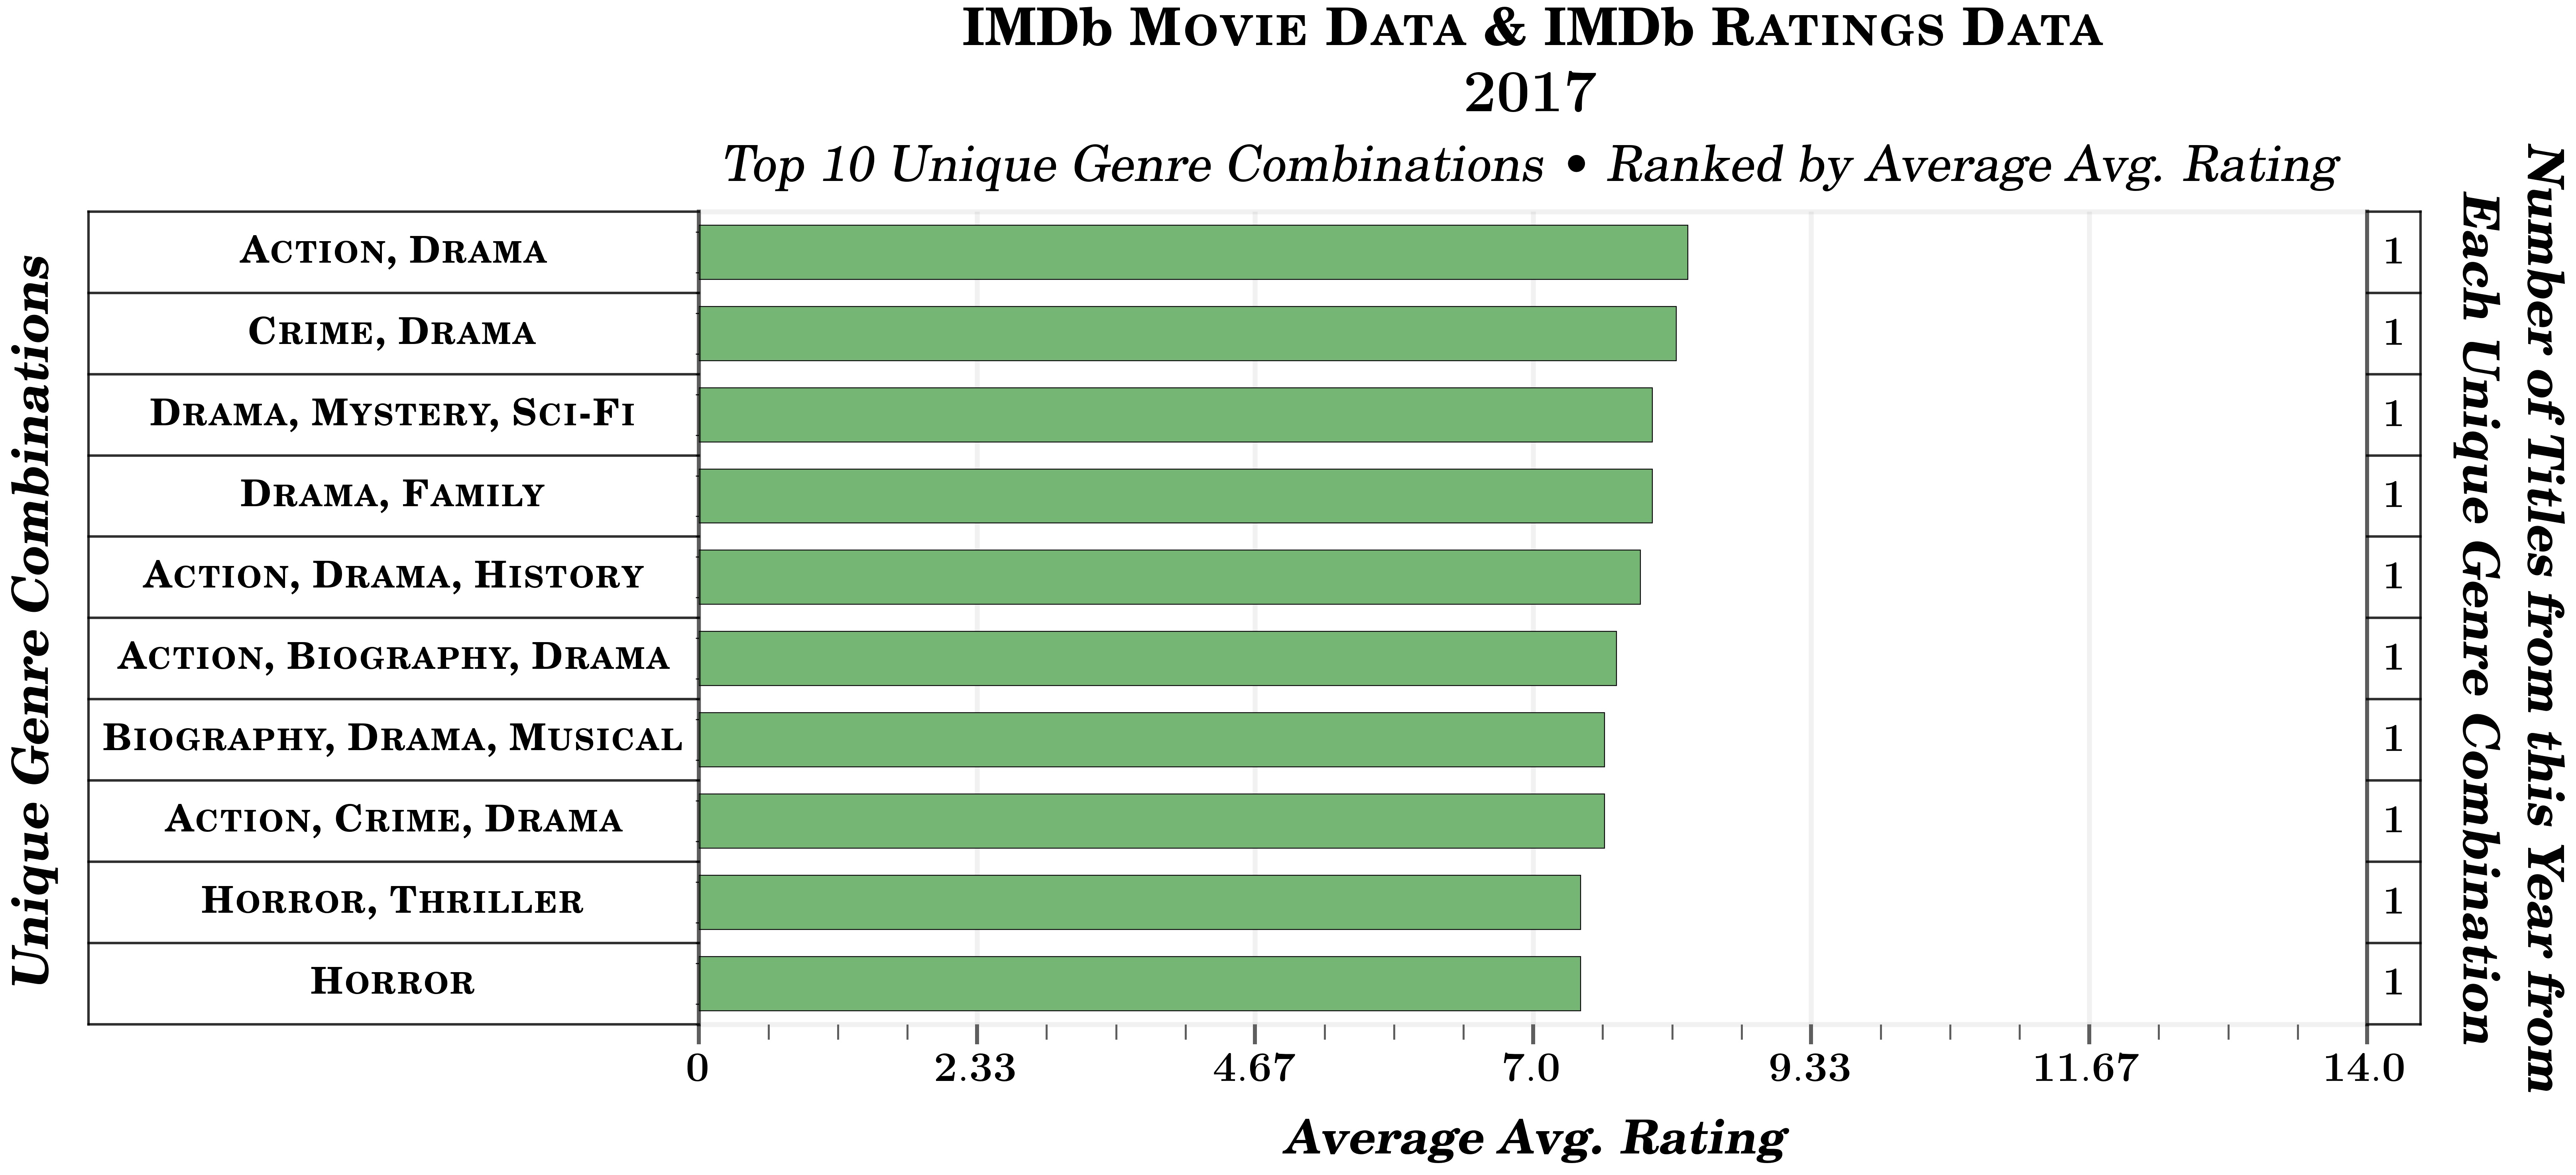 IMDb Movie Data & IMDb Ratings Data
2017
Top 10 Unique Genre Combinations • Ranked by Average Avg. Rating
Unique Genre Combinations
Action, Drama
1
Crime, Drama
1
Drama, Mystery, Sci-Fi
1
Drama, Family
1
Action, Drama, History
1
Action, Biography, Drama
1
Biography, Drama, Musical
1
Action, Crime, Drama
1
Horror, Thriller
1
Horror
1
0 2.33 4.67 7.0 9.33 11.67 14.0
Average Avg. Rating
Number of Titles from this Year from
Each Unique Genre Combination